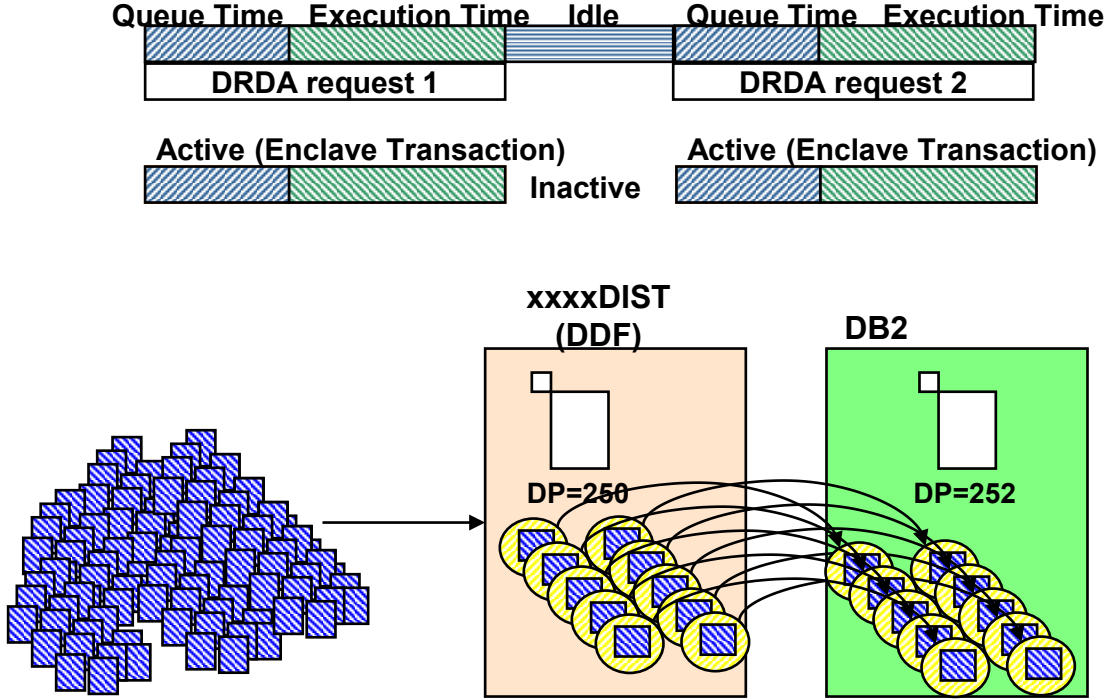 Queue Time Execution Time Idle Queue Time Execution Time
DRDA request 1 DRDA request 2
Active (Enclave Transaction) Active (Enclave Transaction)
Inactive
xxxxDIST
(DDF)
DB2
DP=250 DP=252